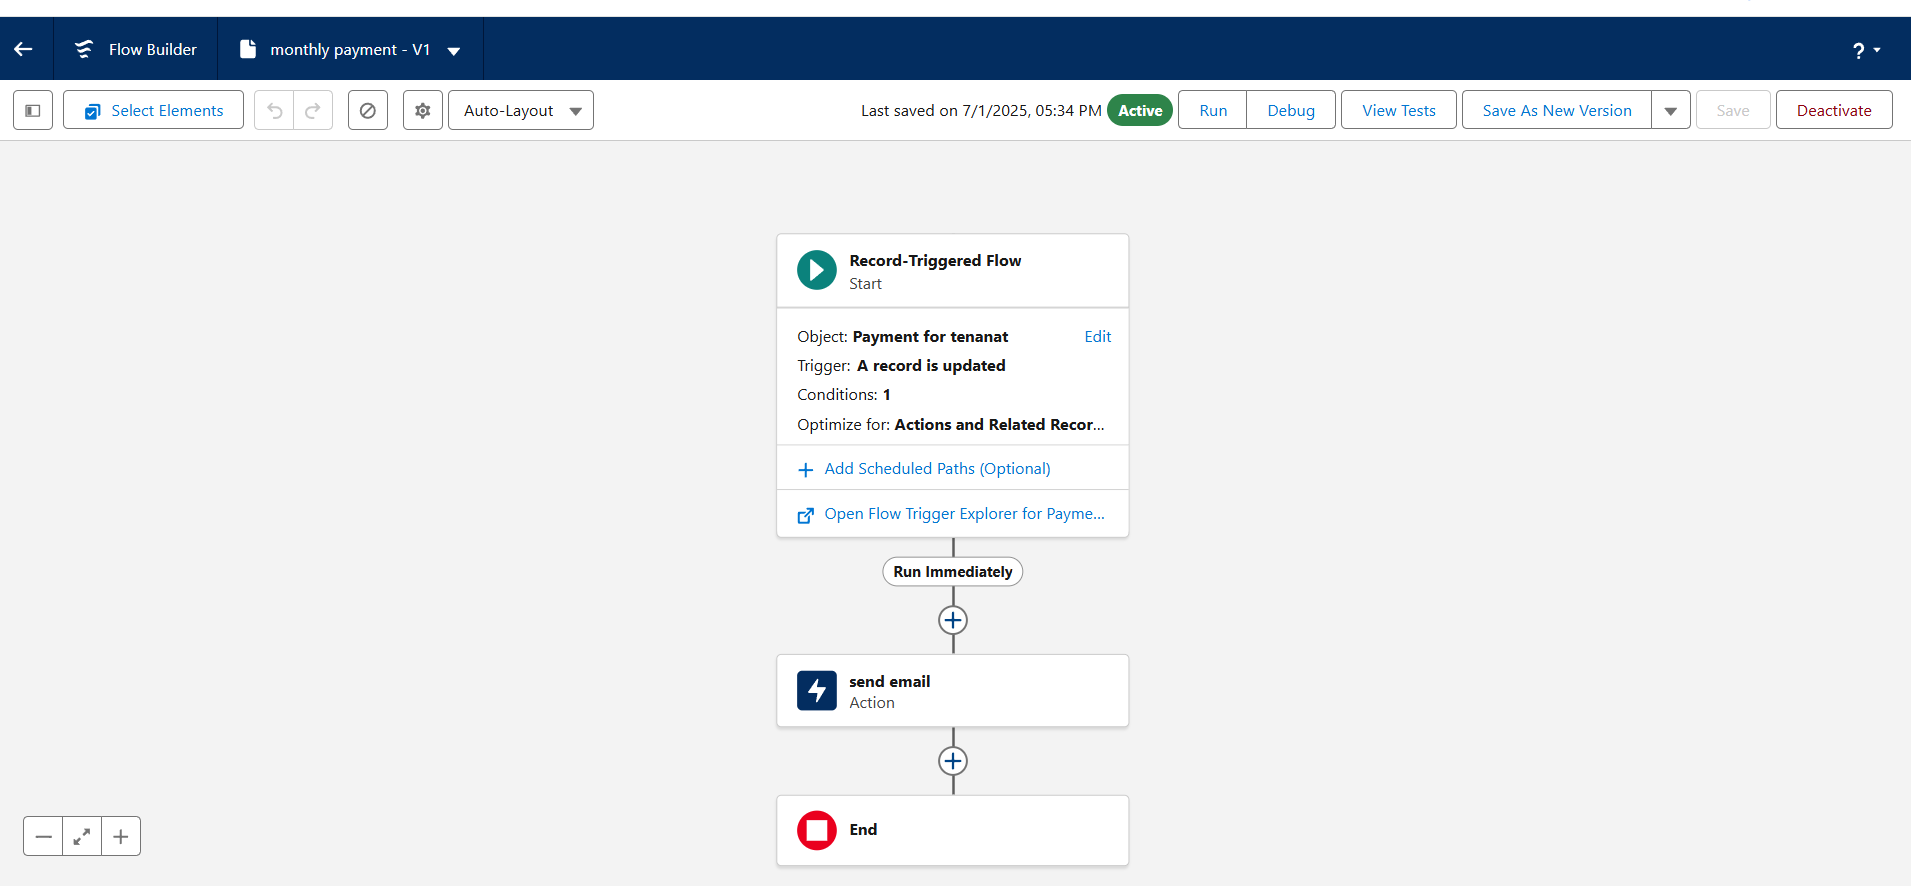 Flow Builder
monthly payment - V1
?
Select Elements
Auto-Layout
Last saved on 7/1/2025, 05:34 PM
Active
Run
Debug
View Tests
Save As New Version
Save
Deactivate
Record-Triggered Flow
Start
Object: Payment for tenanat
Edit
Trigger: A record is updated
Conditions: 1
Optimize for: Actions and Related Recor...
Add Scheduled Paths (Optional)
Open Flow Trigger Explorer for Payme...
Run Immediately
send email
Action
End